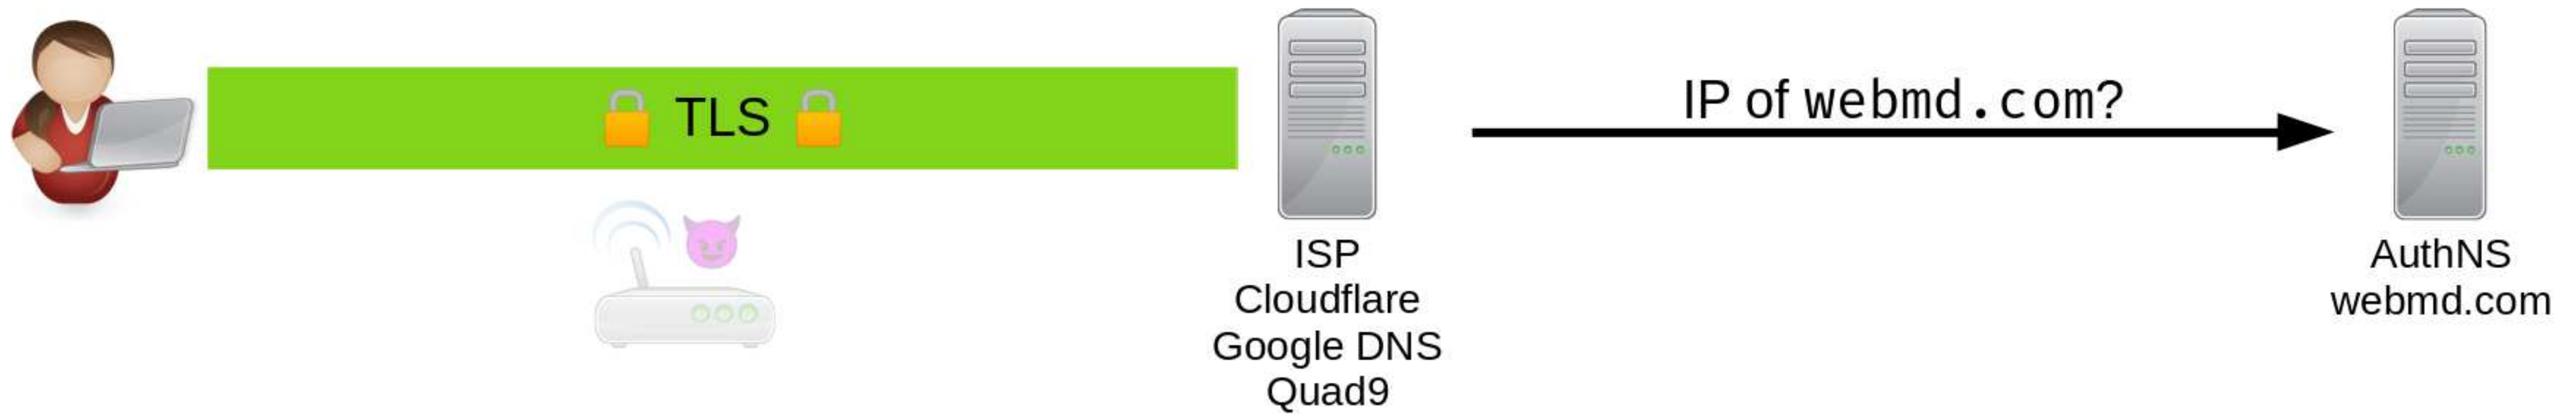 TLS
IP of webmd.com?
ISP
Cloudflare
Google DNS
Quad9
AuthNS
webmd.com